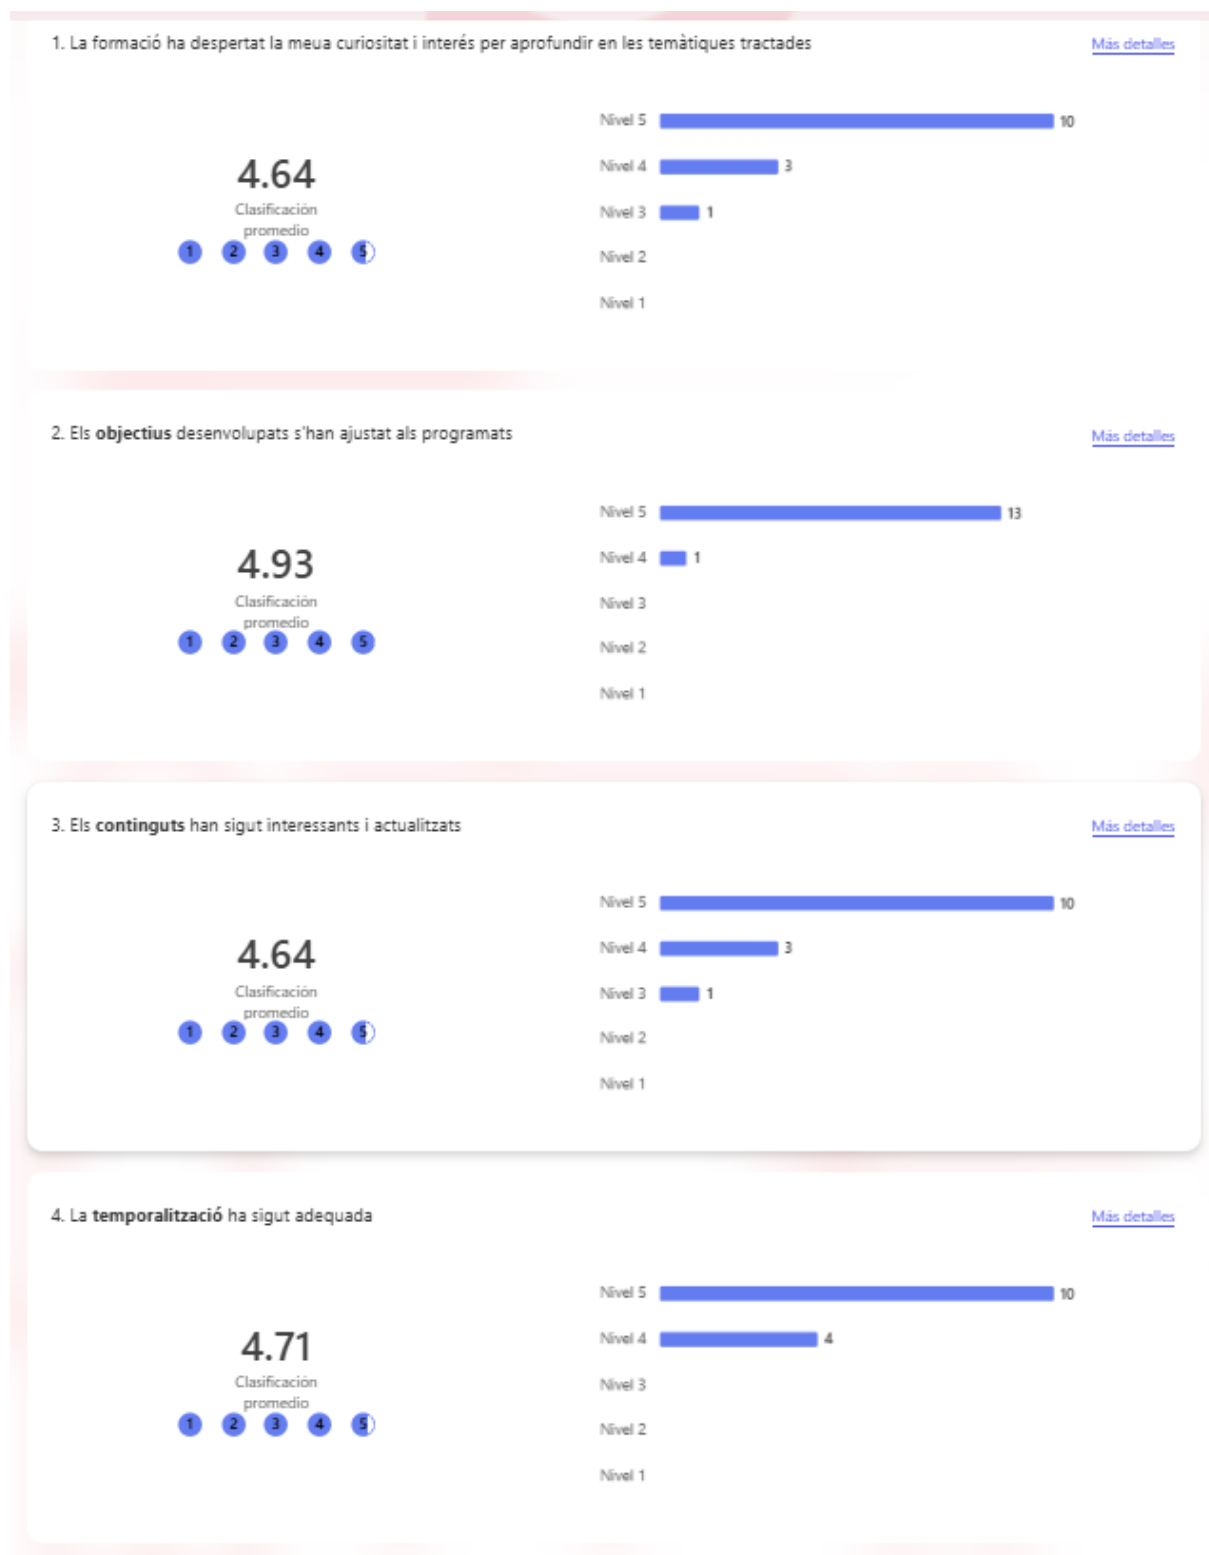 1. La formació ha despertat la meua curiositat i interés per aprofundir en les temàtiques tractades
Más detalles
4.64
Clasificación
promedio
1 2 3 4 5
Nivel 5 10
Nivel 4 3
Nivel 3 1
Nivel 2
Nivel 1
2. Els objectius desenvolupats s'han ajustat als programats
Más detalles
4.93
Clasificación
promedio
1 2 3 4 5
Nivel 5 13
Nivel 4 1
Nivel 3
Nivel 2
Nivel 1
3. Els continguts han sigut interessants i actualitzats
Más detalles
4.64
Clasificación
promedio
1 2 3 4 5
Nivel 5 10
Nivel 4 3
Nivel 3 1
Nivel 2
Nivel 1
4. La temporalització ha sigut adequada
Más detalles
4.71
Clasificación
promedio
1 2 3 4 5
Nivel 5 10
Nivel 4 4
Nivel 3
Nivel 2
Nivel 1